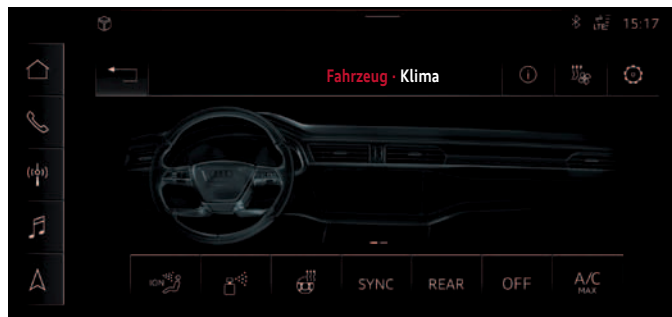 LTE 15:17
Fahrzeug · Klima
ION SYNC REAR OFF A/C
MAX